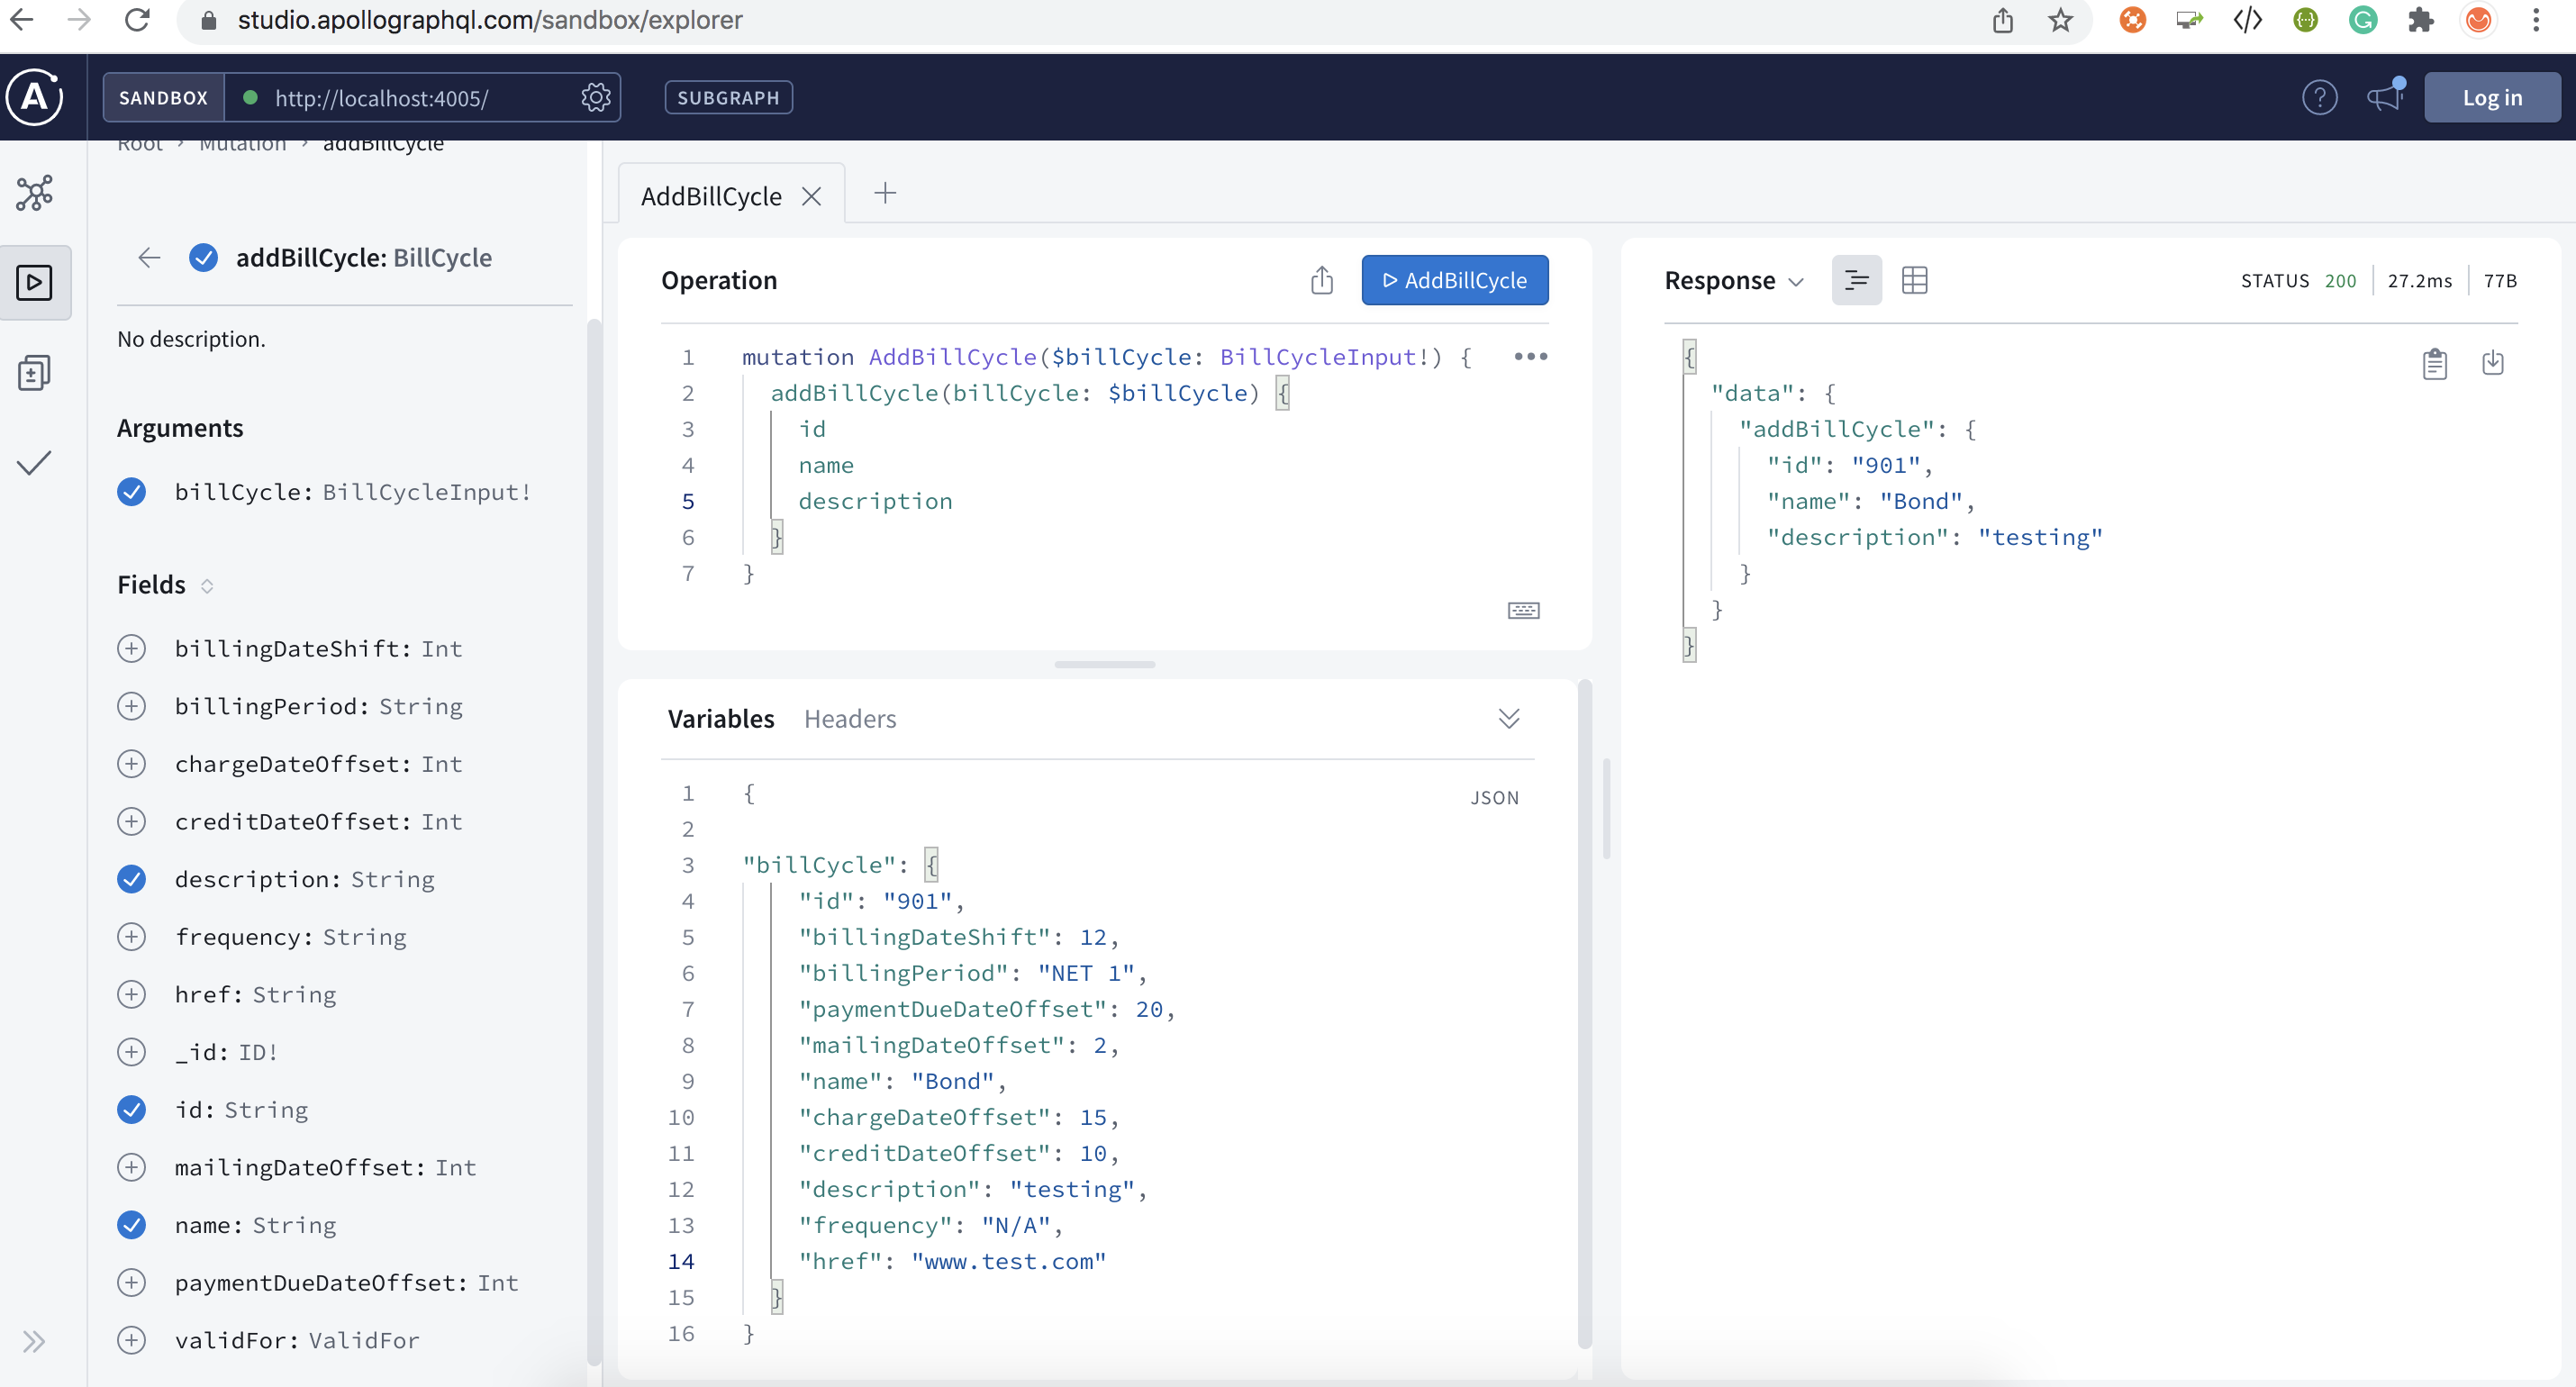 studio.apollographql.com/sandbox/explorer
SANDBOX http://localhost:4005/ SUBGRAPH Log in
Root Mutation addBillCycle
addBillCycle: BillCycle
No description.
Arguments
billCycle: BillCycleInput!
Fields
billingDateShift: Int
billingPeriod: String
chargeDateOffset: Int
creditDateOffset: Int
description: String
frequency: String
href: String
_id: ID!
id: String
mailingDateOffset: Int
name: String
paymentDueDateOffset: Int
validFor: ValidFor
AddBillCycle
Operation
AddBillCycle
1 mutation AddBillCycle($billCycle: BillCycleInput!) {
2 addBillCycle(billCycle: $billCycle) {
3 id
4 name
5 description
6 }
7 }
Variables Headers
JSON
1 {
2
3 "billCycle": {
4 "id": "901",
5 "billingDateShift": 12,
6 "billingPeriod": "NET 1",
7 "paymentDueDateOffset": 20,
8 "mailingDateOffset": 2,
9 "name": "Bond",
10 "chargeDateOffset": 15,
11 "creditDateOffset": 10,
12 "description": "testing",
13 "frequency": "N/A",
14 "href": "www.test.com"
15 }
16 }
Response STATUS 200 27.2ms 77B
{
"data": {
"addBillCycle": {
"id": "901",
"name": "Bond",
"description": "testing"
}
}
}